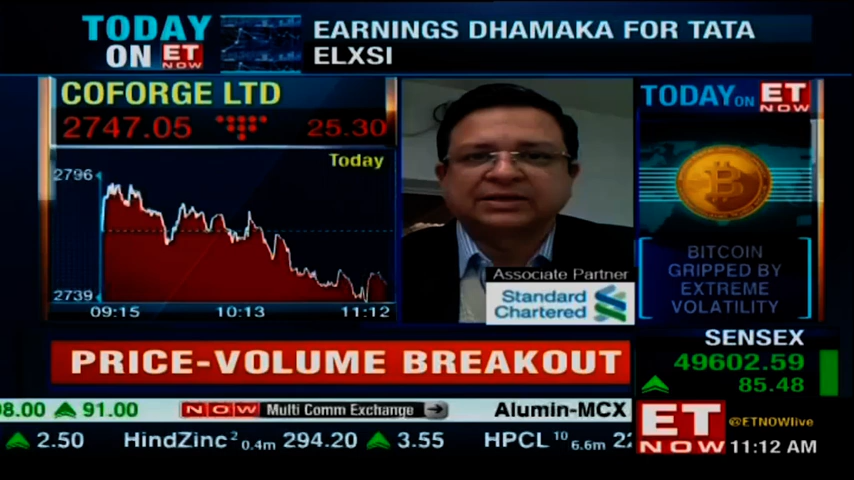 TODAY
ON ET
NOW
EARNINGS DHAMAKA FOR TATA
ELXSI
COFORGE LTD
2747.05 25.30
Today
2796
2739
09:15 10:13 11:12
Associate Partner
Standard
Chartered
TODAY ON ET
NOW
BITCOIN
GRIPPED BY
EXTREME
VOLATILITY
PRICE-VOLUME BREAKOUT
SENSEX
49602.59
85.48
8.00 91.00 NOW Multi Comm Exchange Alumin-MCX
2.50 HindZinc 2 0.4m 294.20 3.55 HPCL 10 6.6m
ET
NOW
@ETNOWlive
11:12 AM